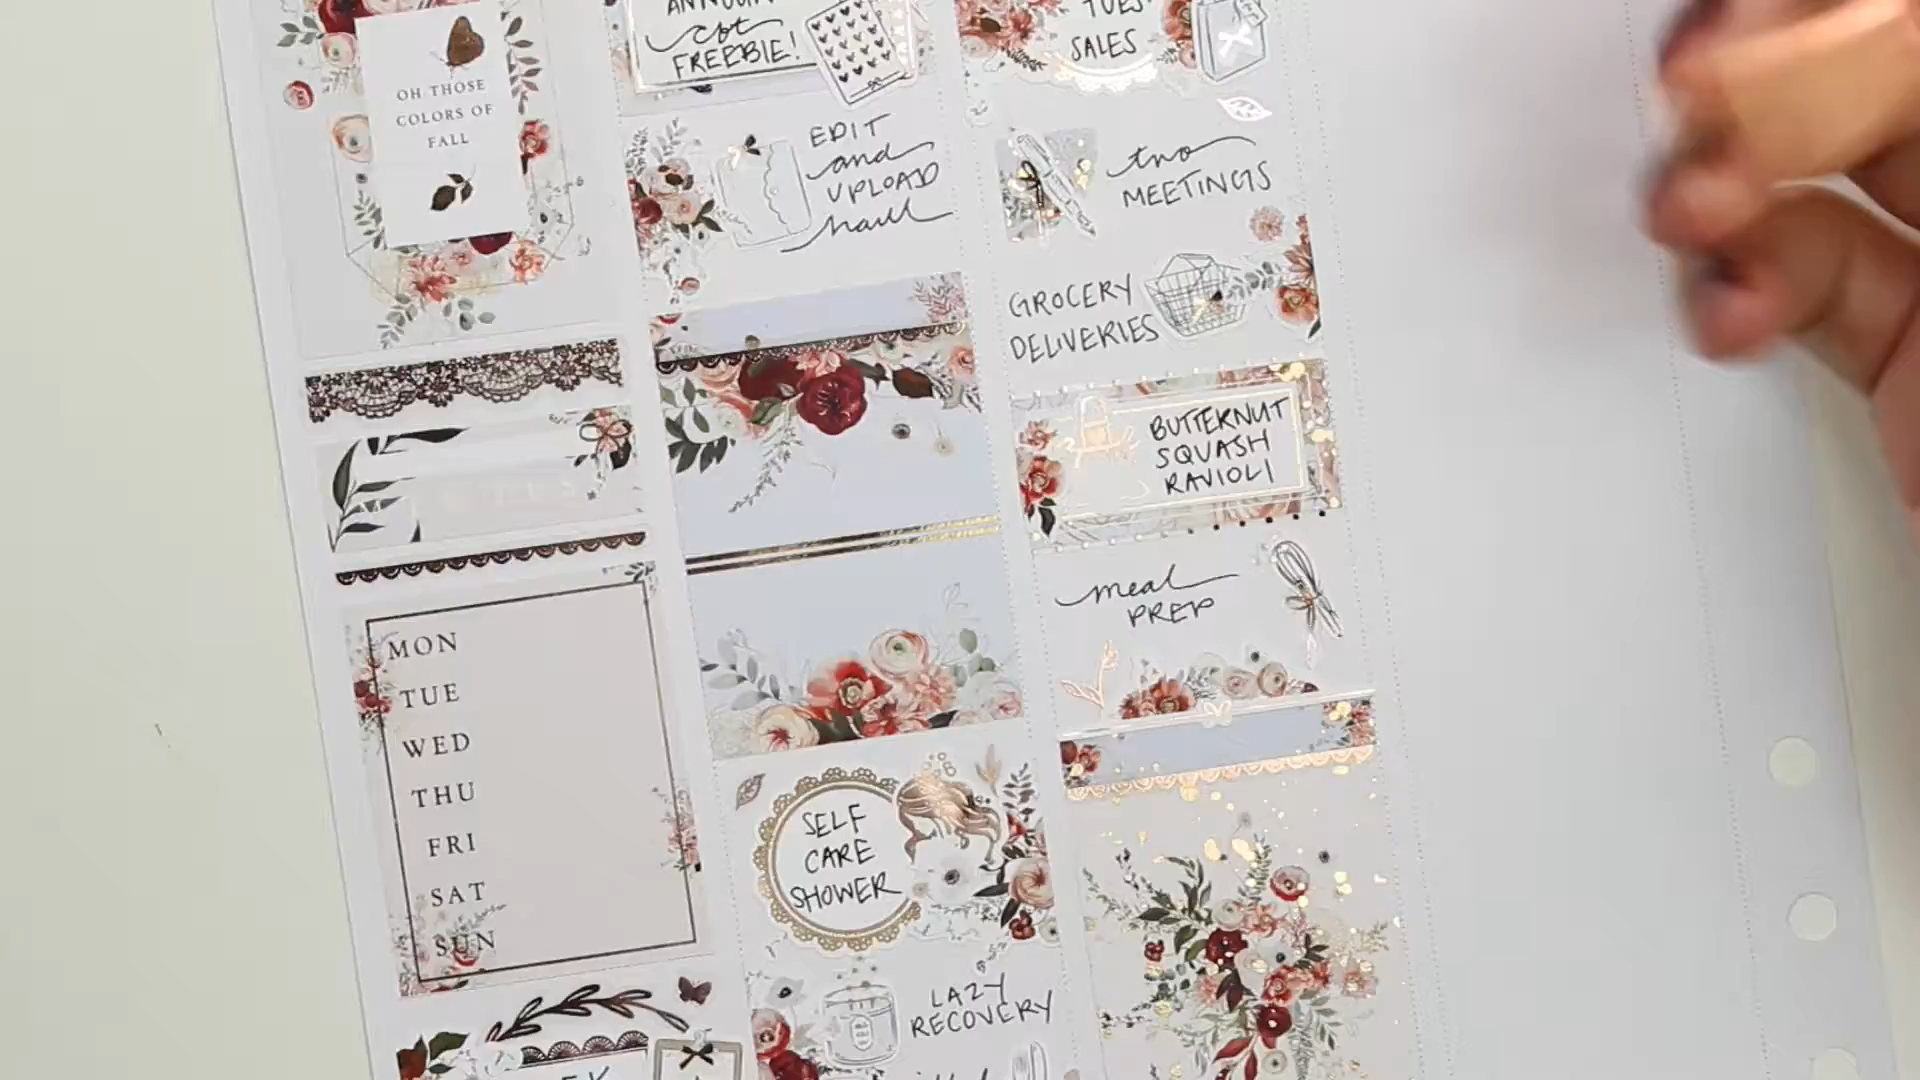 OH THOSE
COLORS OF
FALL
MON
TUE
WED
THU
FRI
SAT
SUN
FREEBIE!
EDIT
and
UPLOAD
haul
SELF
CARE
SHOWER
LAZY
RECOVERY
TUES
SALES
two
MEETINGS
GROCERY
DELIVERIES
BUTTERNUT
SQUASH
RAVIOLI
meal
PREP